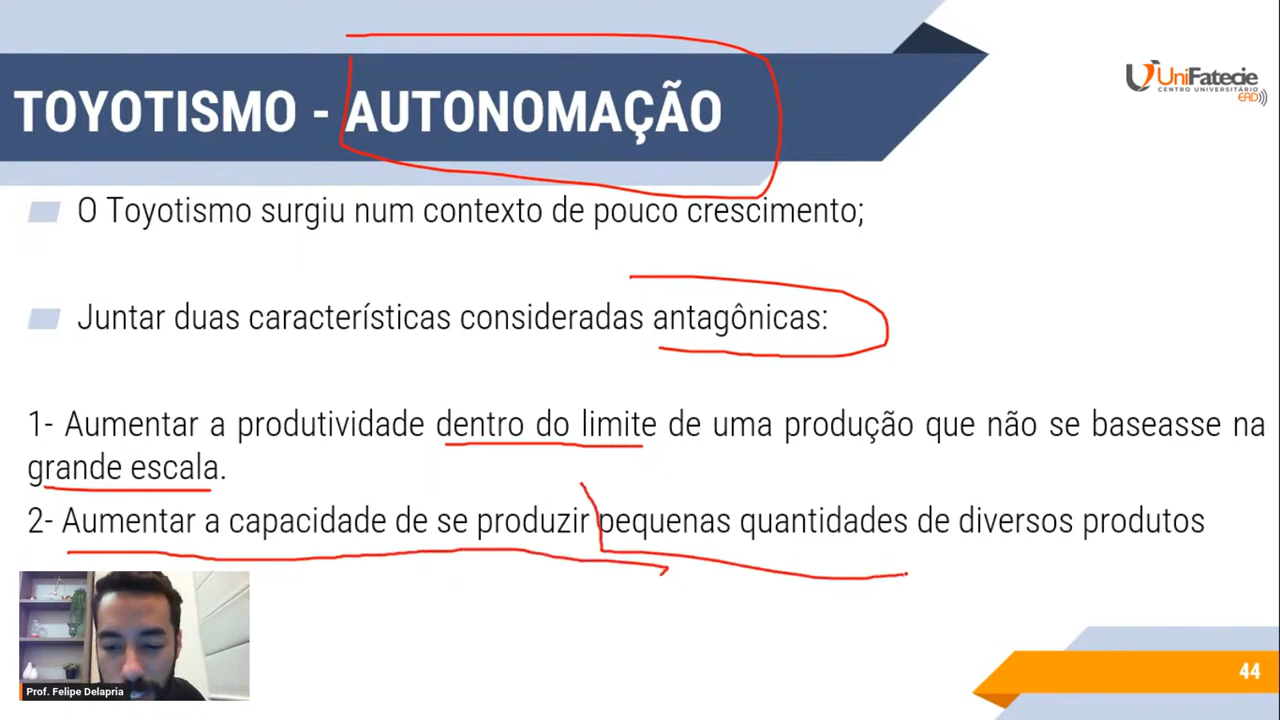 TOYOTISMO - AUTONOMAÇÃO
UniFatecie
CENTRO UNIVERSITÁRIO
EAD
O Toyotismo surgiu num contexto de pouco crescimento;
Juntar duas características consideradas antagônicas:
1- Aumentar a produtividade dentro do limite de uma produção que não se baseasse na
grande escala.
2- Aumentar a capacidade de se produzir pequenas quantidades de diversos produtos
Prof. Felipe Delapria
44